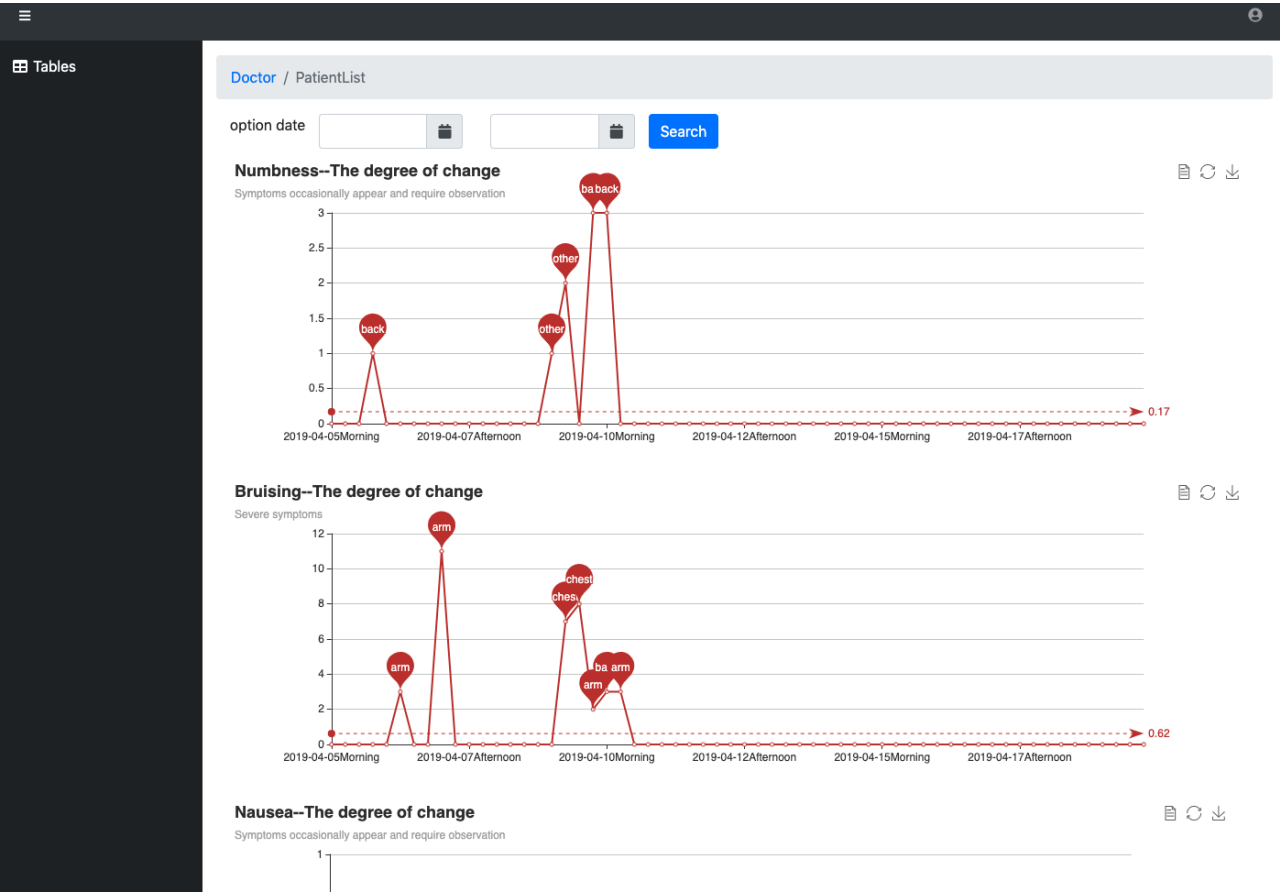 Tables
Doctor / PatientList
option date
Search
Numbness--The degree of change
Symptoms occasionally appear and require observation
ba back
other
back
other
3
2.5
2
1.5
1
0.5
0
0.17
2019-04-05Morning 2019-04-07Afternoon 2019-04-10Morning 2019-04-12Afternoon 2019-04-15Morning 2019-04-17Afternoon
Bruising--The degree of change
Severe symptoms
arm
chest
ches
arm
ba arm
arm
12
10
8
6
4
2
0
0.62
2019-04-05Morning 2019-04-07Afternoon 2019-04-10Morning 2019-04-12Afternoon 2019-04-15Morning 2019-04-17Afternoon
Nausea--The degree of change
Symptoms occasionally appear and require observation
1